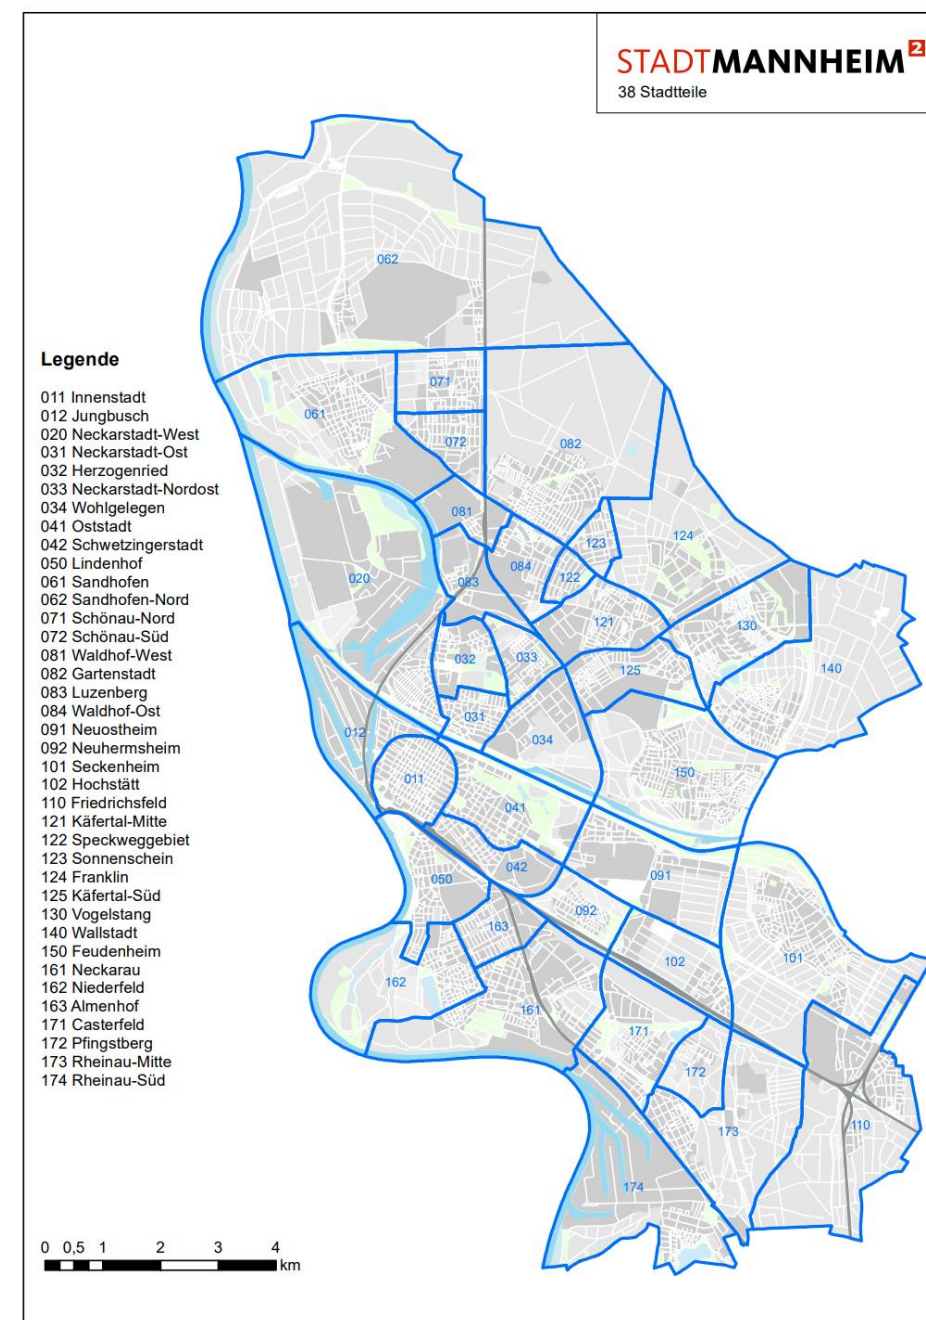 STADTMANNHEIM²
38 Stadtteile
Legende
011 Innenstadt
012 Jungbusch
020 Neckarstadt-West
031 Neckarstadt-Ost
032 Herzogenried
033 Neckarstadt-Nordost
034 Wohlgelegen
041 Oststadt
042 Schwetzingerstadt
050 Lindenhof
061 Sandhofen
062 Sandhofen-Nord
071 Schönau-Nord
072 Schönau-Süd
081 Waldhof-West
082 Gartenstadt
083 Luzenberg
084 Waldhof-Ost
091 Neuostheim
092 Neuhermsheim
101 Seckenheim
102 Hochstätt
110 Friedrichsfeld
121 Käfertal-Mitte
122 Speckweggebiet
123 Sonnenschein
124 Franklin
125 Käfertal-Süd
130 Vogelstang
140 Wallstadt
150 Feudenheim
161 Neckarau
162 Niederfeld
163 Almenhof
171 Casterfeld
172 Pfingstberg
173 Rheinau-Mitte
174 Rheinau-Süd
062
071
061
072
082
081
124
123
084
122
020
083
121
130
032
033
125
140
031
012
034
150
011
041
042
091
050
092
163
101
102
162
161
171
172
110
173
174
0 0,5 1 2 3 4
km